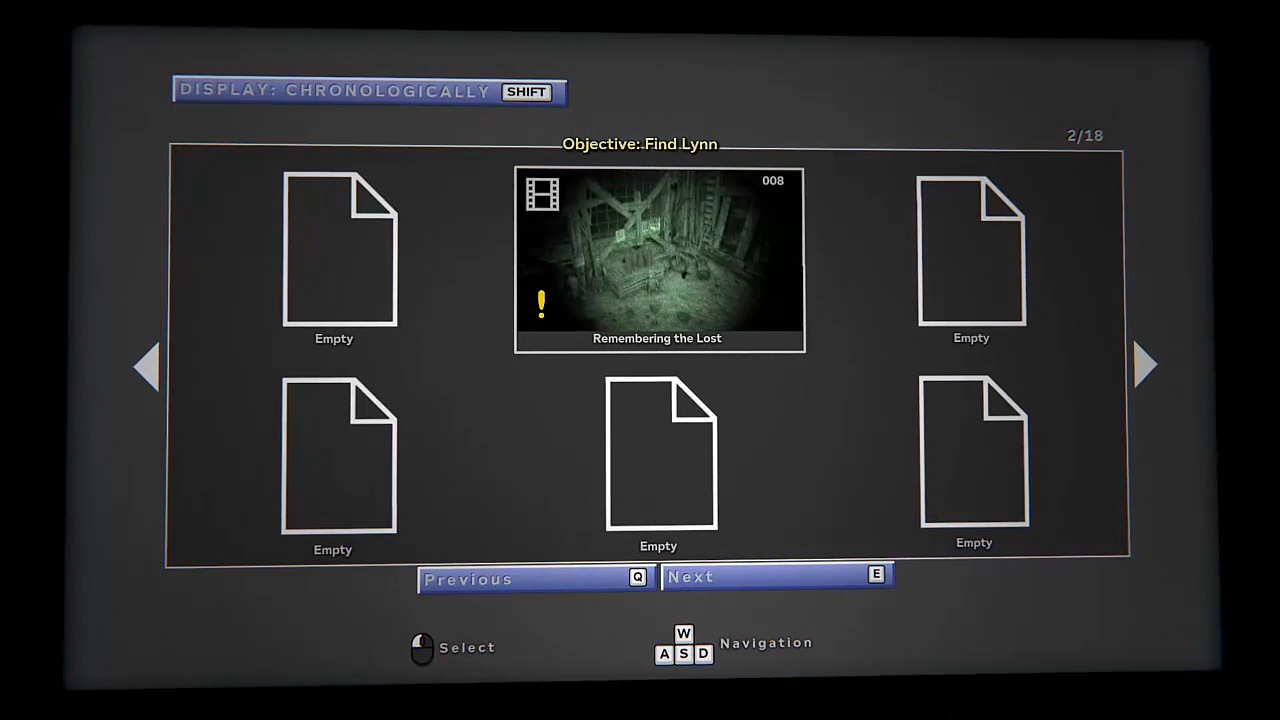 DISPLAY: CHRONOLOGICALLY SHIFT
2/18
Objective: Find Lynn
008
!
Remembering the Lost
Empty
Empty
Empty
Empty
Empty
Previous Q
Next E
Select
W
A S D
Navigation